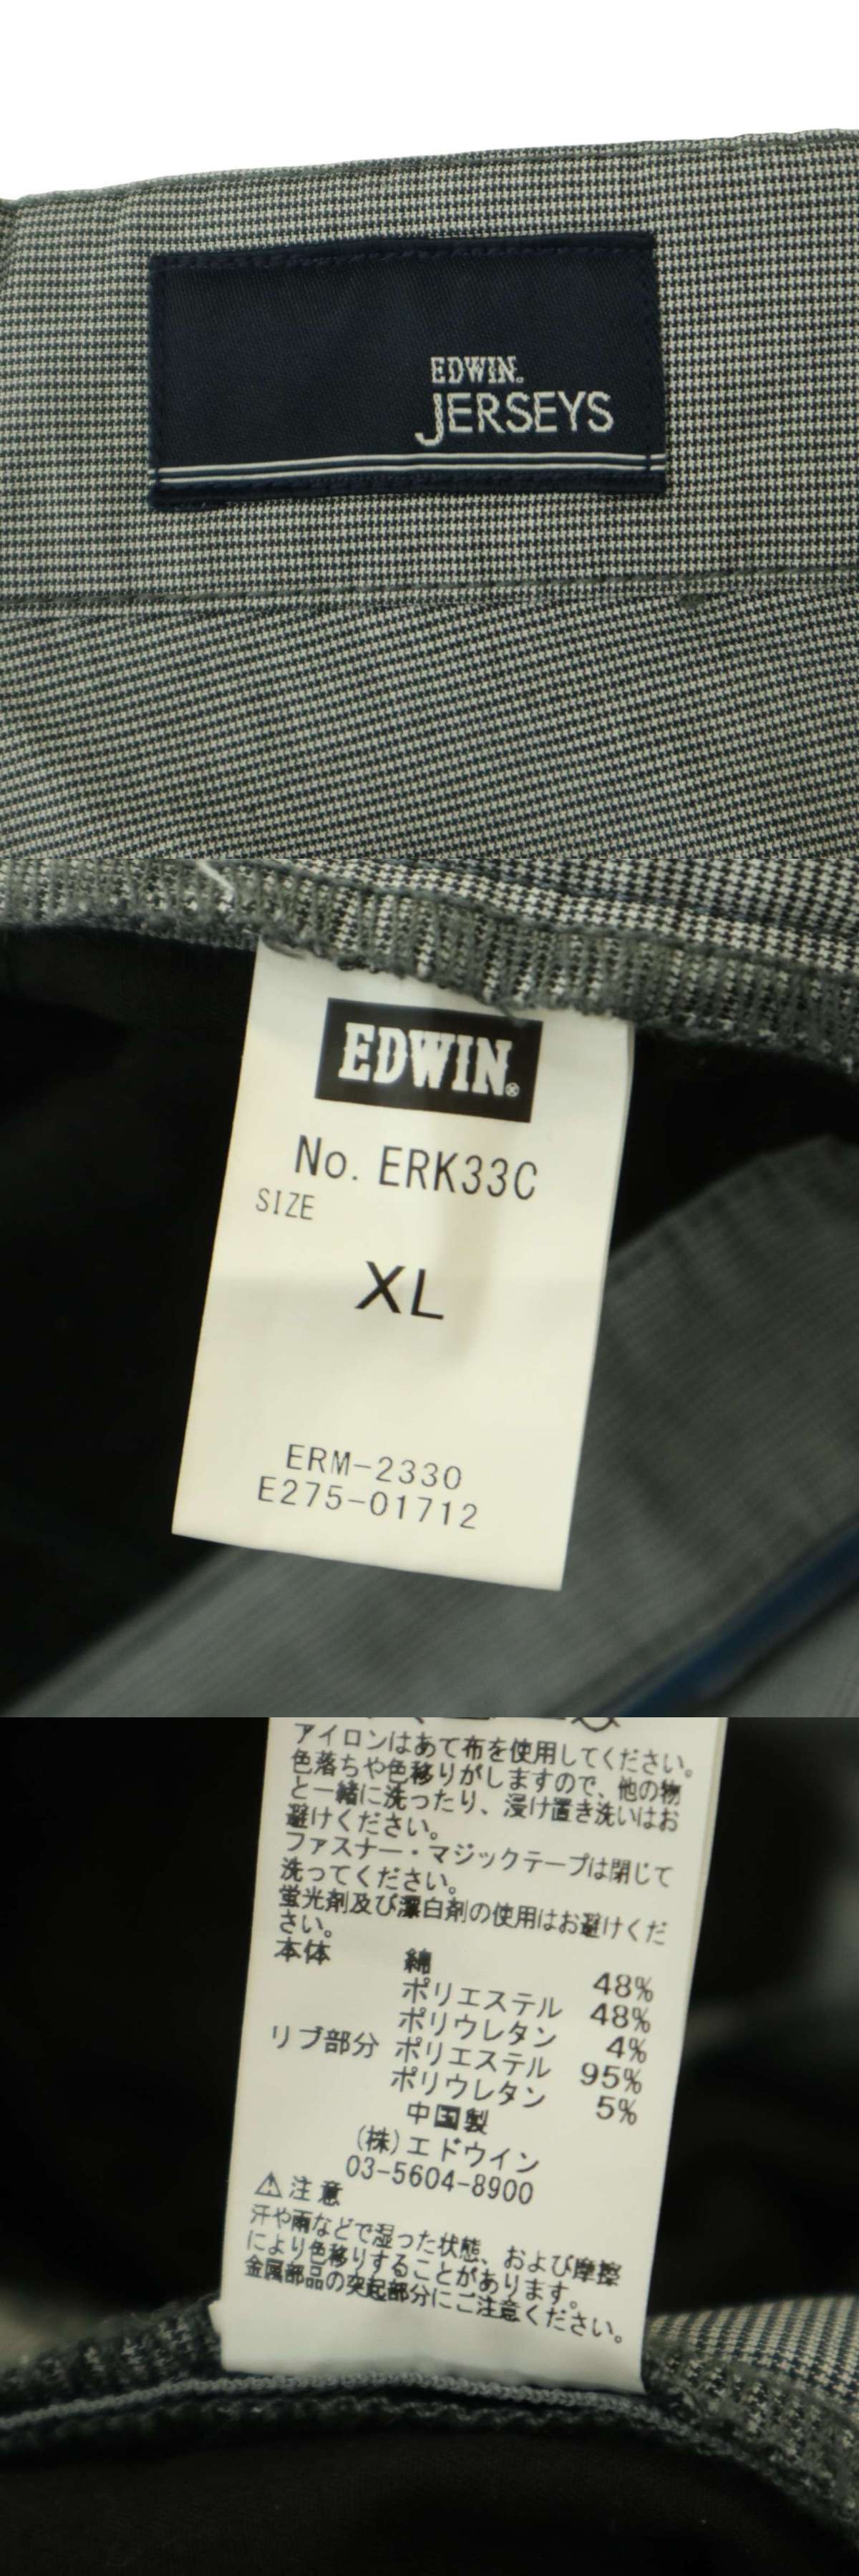 EDWIN.
JERSEYS
EDWIN®
No. ERK33C
SIZE
XL
ERM-2330
E275-01712
アイロンはあて布を使用してください。
色落ちや色移りがしますので、他の物
と一緒に洗ったり、浸け置き洗いはお
避けください。
ファスナー・マジックテープは閉じて
洗ってください。
蛍光剤及び漂白剤の使用はお避けくだ
さい。
本体 綿 48%
ポリエステル 48%
ポリウレタン 4%
リブ部分 ポリエステル 95%
ポリウレタン 5%
中国製
(株)エドウイン
03-5604-8900
⚠注意
汗や雨などで湿った状態、および摩擦
により色移りすることがあります。
金属部品の突起部分にご注意ください。